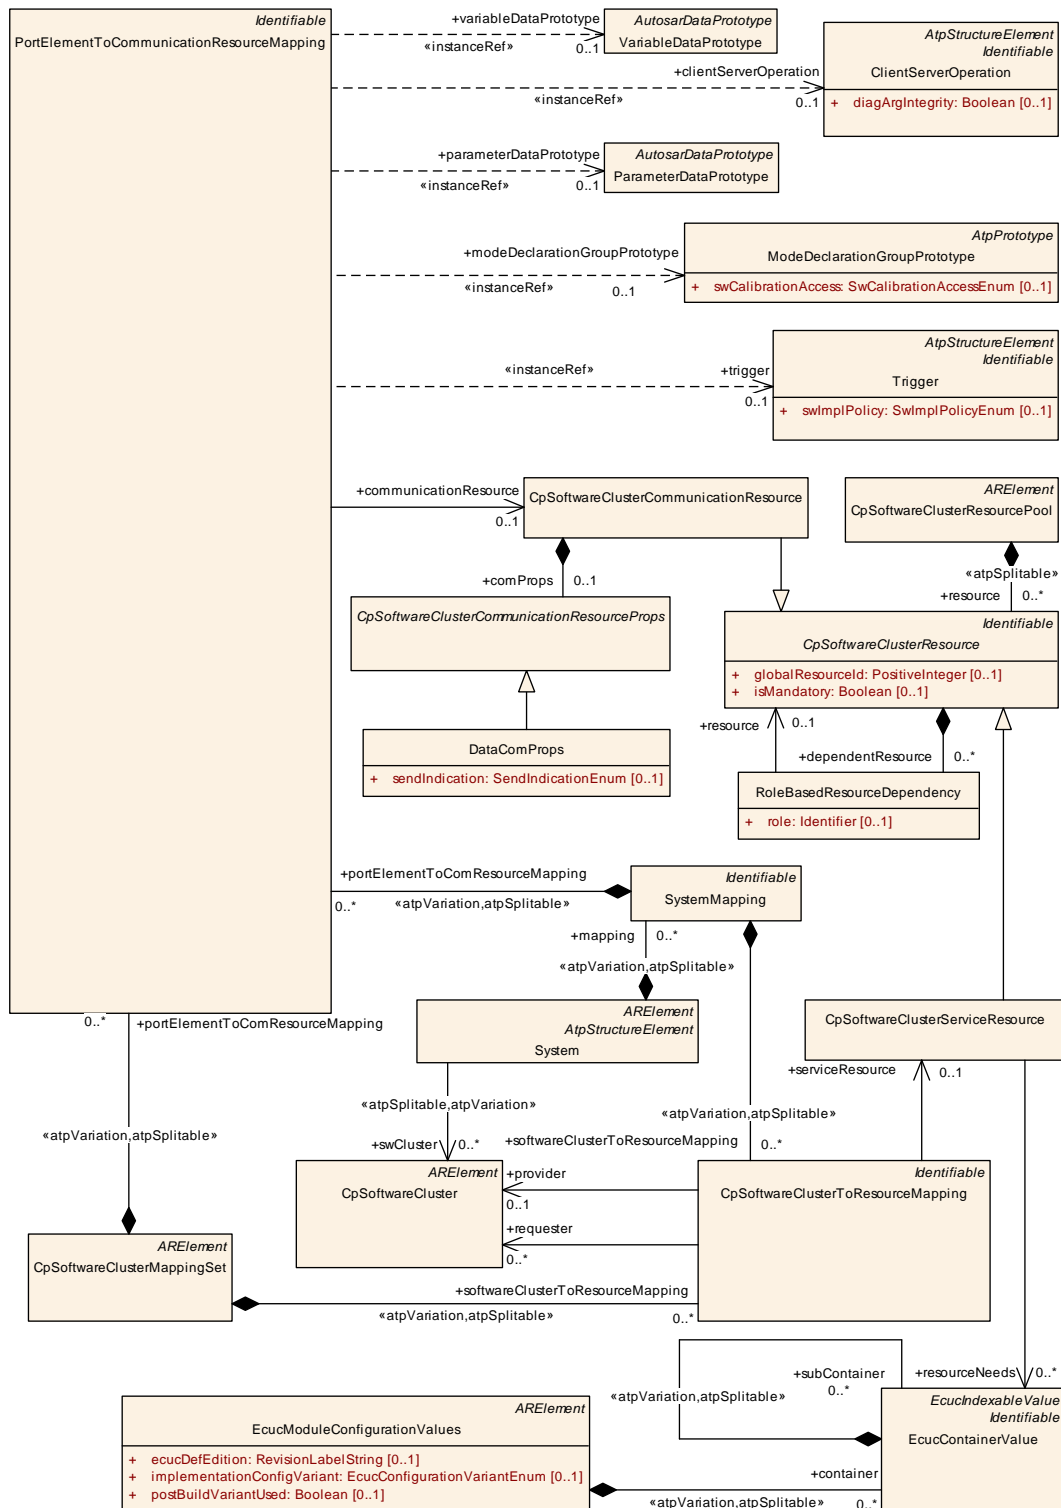 Identifiable
PortElementToCommunicationResourceMapping
+variableDataPrototype
«instanceRef»
0..1
AutosarDataPrototype
VariableDataPrototype
+clientServerOperation
«instanceRef»
0..1
AtpStructureElement
Identifiable
ClientServerOperation
+ diagArgIntegrity: Boolean [0..1]
+parameterDataPrototype
«instanceRef»
0..1
AutosarDataPrototype
ParameterDataPrototype
+modeDeclarationGroupPrototype
«instanceRef»
0..1
AtpPrototype
ModeDeclarationGroupPrototype
+ swCalibrationAccess: SwCalibrationAccessEnum [0..1]
«instanceRef»
+trigger
0..1
AtpStructureElement
Identifiable
Trigger
+ swImplPolicy: SwImplPolicyEnum [0..1]
+communicationResource
0..1
CpSoftwareClusterCommunicationResource
ARElement
CpSoftwareClusterResourcePool
«atpSplitable»
+resource
0..*
+comProps
0..1
CpSoftwareClusterCommunicationResourceProps
Identifiable
CpSoftwareClusterResource
+ globalResourceId: PositiveInteger [0..1]
+ isMandatory: Boolean [0..1]
+resource
0..1
+dependentResource
0..*
DataComProps
+ sendIndication: SendIndicationEnum [0..1]
RoleBasedResourceDependency
+ role: Identifier [0..1]
+portElementToComResourceMapping
0..*
«atpVariation,atpSplitable»
Identifiable
SystemMapping
+mapping
0..*
«atpVariation,atpSplitable»
ARElement
AtpStructureElement
System
CpSoftwareClusterServiceResource
0..*
+portElementToComResourceMapping
+serviceResource
0..1
«atpSplitable,atpVariation»
«atpVariation,atpSplitable»
«atpVariation,atpSplitable»
+swCluster
0..*
+softwareClusterToResourceMapping
0..*
ARElement
CpSoftwareCluster
+provider
0..1
+requester
0..*
Identifiable
CpSoftwareClusterToResourceMapping
ARElement
CpSoftwareClusterMappingSet
+softwareClusterToResourceMapping
«atpVariation,atpSplitable»
0..*
+subContainer
«atpVariation,atpSplitable»
0..*
+resourceNeeds
0..*
EcucIndexableValue
Identifiable
EcucContainerValue
ARElement
EcucModuleConfigurationValues
+ ecucDefEdition: RevisionLabelString [0..1]
+ implementationConfigVariant: EcucConfigurationVariantEnum [0..1]
+ postBuildVariantUsed: Boolean [0..1]
+container
«atpVariation,atpSplitable»
0..*